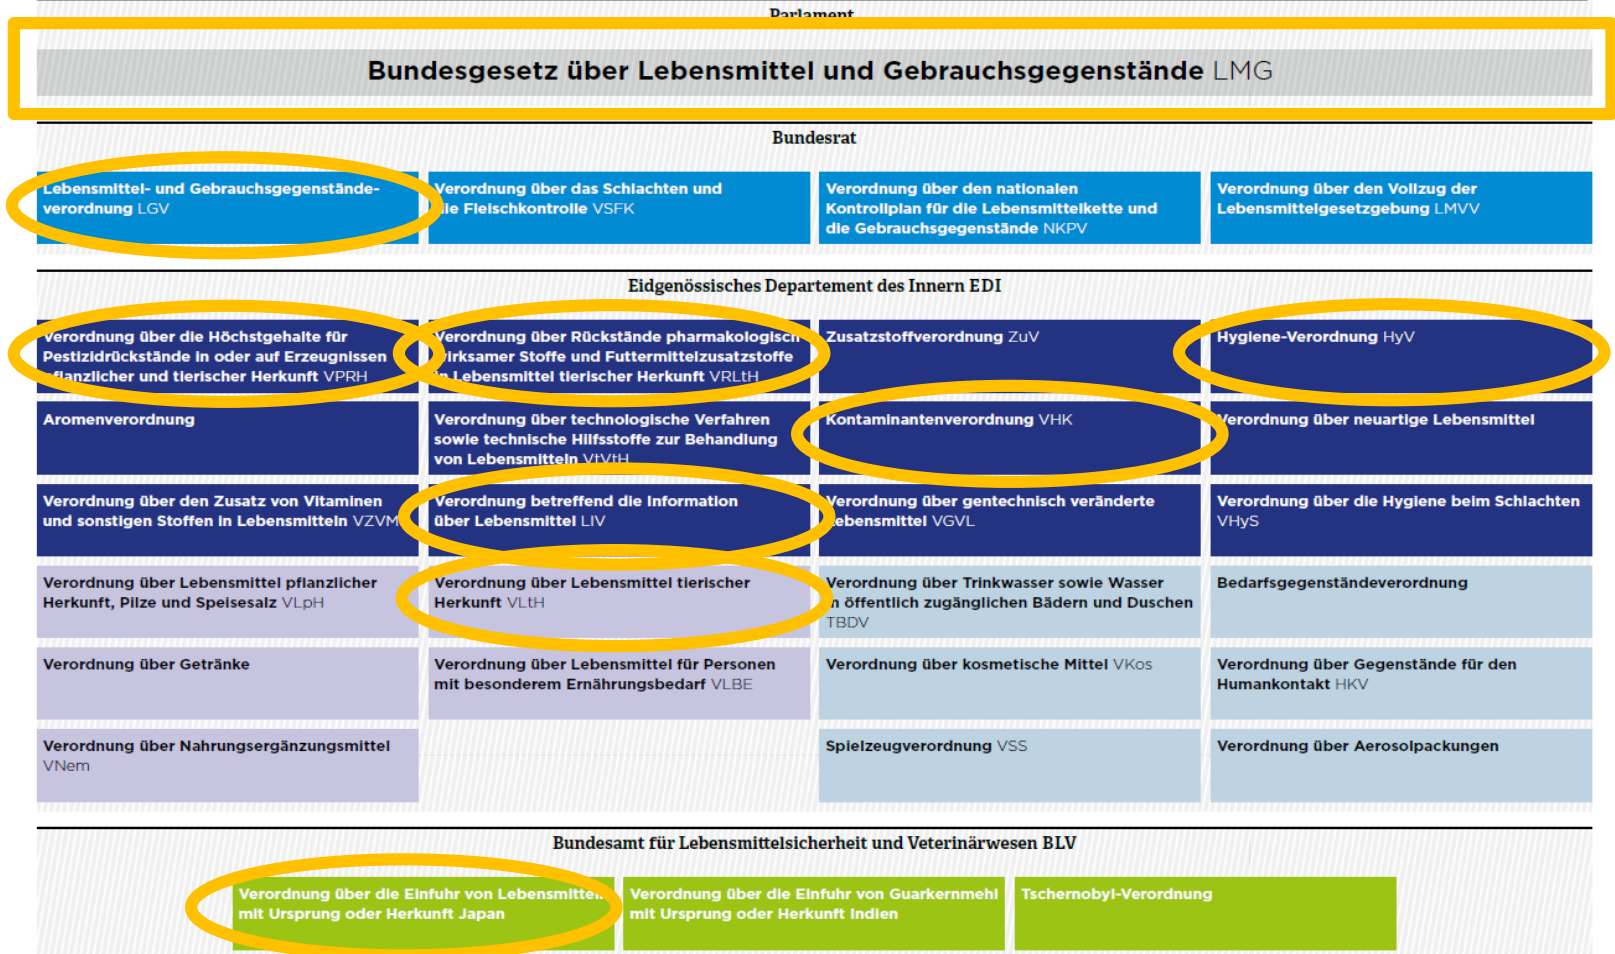 Parlament
Bundesgesetz über Lebensmittel und Gebrauchsgegenstände LMG
Bundesrat
Lebensmittel- und Gebrauchsgegenstände-
verordnung LGV
Verordnung über das Schlachten und
die Fleischkontrolle VSFK
Verordnung über den nationalen
Kontrollplan für die Lebensmittelkette und
die Gebrauchsgegenstände NKPV
Verordnung über den Vollzug der
Lebensmittelgesetzgebung LMVV
Eidgenössisches Departement des Innern EDI
Verordnung über die Höchstgehalte für
Pestizidrückstände in oder auf Erzeugnissen
pflanzlicher und tierischer Herkunft VPRH
Verordnung über Rückstände pharmakologisch
wirksamer Stoffe und Futtermittelzusatzstoffe
in Lebensmittel tierischer Herkunft VRLtH
Zusatzstoffverordnung ZuV
Hygiene-Verordnung HyV
Aromenverordnung
Verordnung über technologische Verfahren
sowie technische Hilfsstoffe zur Behandlung
von Lebensmitteln VtVtH
Kontaminantenverordnung VHK
Verordnung über neuartige Lebensmittel
Verordnung über den Zusatz von Vitaminen
und sonstigen Stoffen in Lebensmitteln VZVM
Verordnung betreffend die Information
über Lebensmittel LIV
Verordnung über gentechnisch veränderte
Lebensmittel VGVL
Verordnung über die Hygiene beim Schlachten
VHyS
Verordnung über Lebensmittel pflanzlicher
Herkunft, Pilze und Speisesalz VLpH
Verordnung über Lebensmittel tierischer
Herkunft VLtH
Verordnung über Trinkwasser sowie Wasser
in öffentlich zugänglichen Bädern und Duschen
TBDV
Bedarfsgegenständeverordnung
Verordnung über Getränke
Verordnung über Lebensmittel für Personen
mit besonderem Ernährungsbedarf VLBE
Verordnung über kosmetische Mittel VKos
Verordnung über Gegenstände für den
Humankontakt HKV
Verordnung über Nahrungsergänzungsmittel
VNem
Spielzeugverordnung VSS
Verordnung über Aerosolpackungen
Bundesamt für Lebensmittelsicherheit und Veterinärwesen BLV
Verordnung über die Einfuhr von Lebensmitteln
mit Ursprung oder Herkunft Japan
Verordnung über die Einfuhr von Guarkernmehl
mit Ursprung oder Herkunft Indien
Tschernobyl-Verordnung